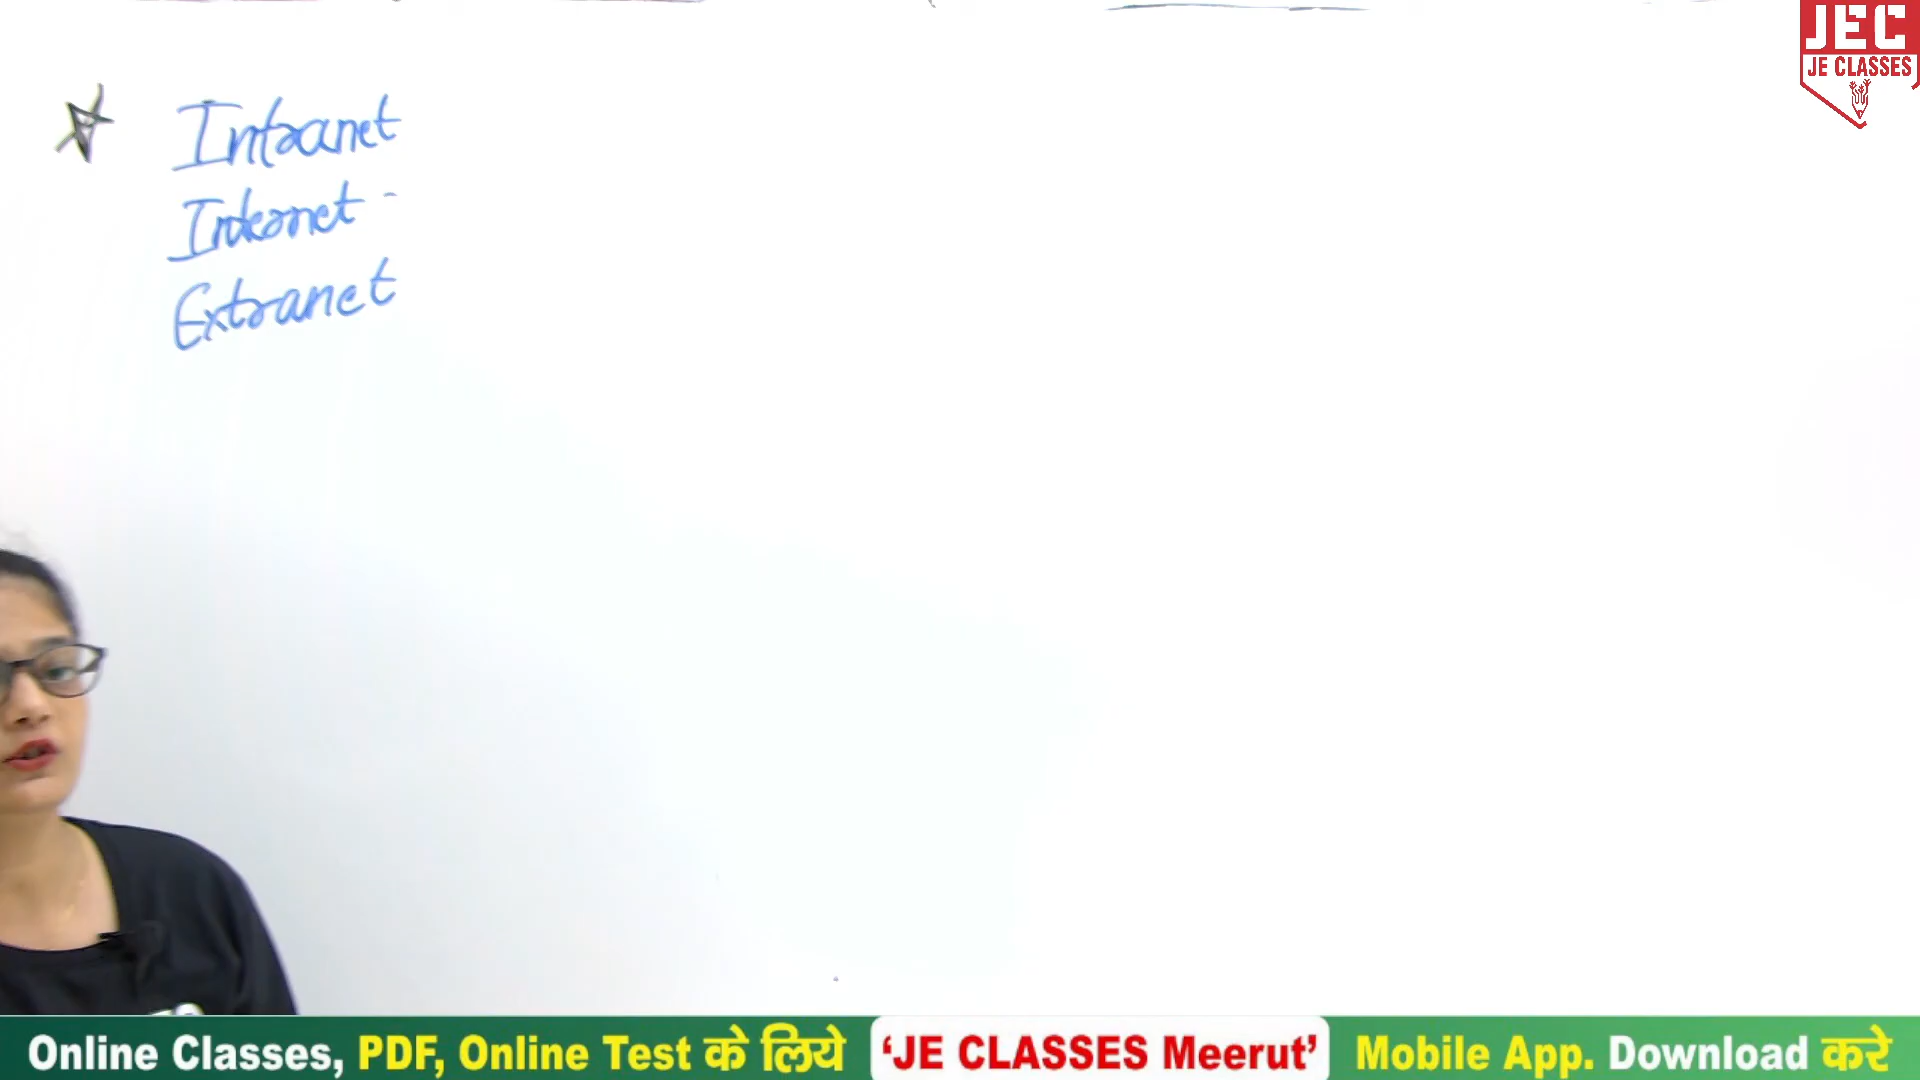 JEC
JE CLASSES
Intranet
Internet -
Extranet
Online Classes, PDF, Online Test के लिये 'JE CLASSES Meerut' Mobile App. Download करे